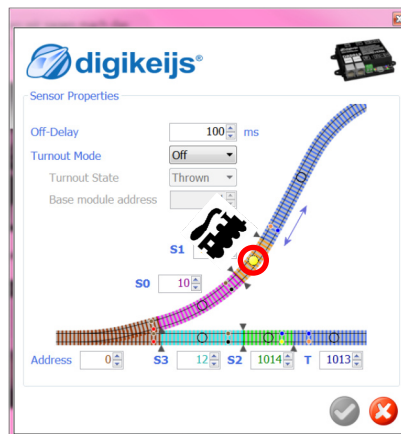 digikeijs®
Sensor Properties
Off-Delay 100 ms
Turnout Mode Off
Turnout State Thrown
Base module address
S1
S0 10
Address 0 S3 12 S2 1014 T 1013